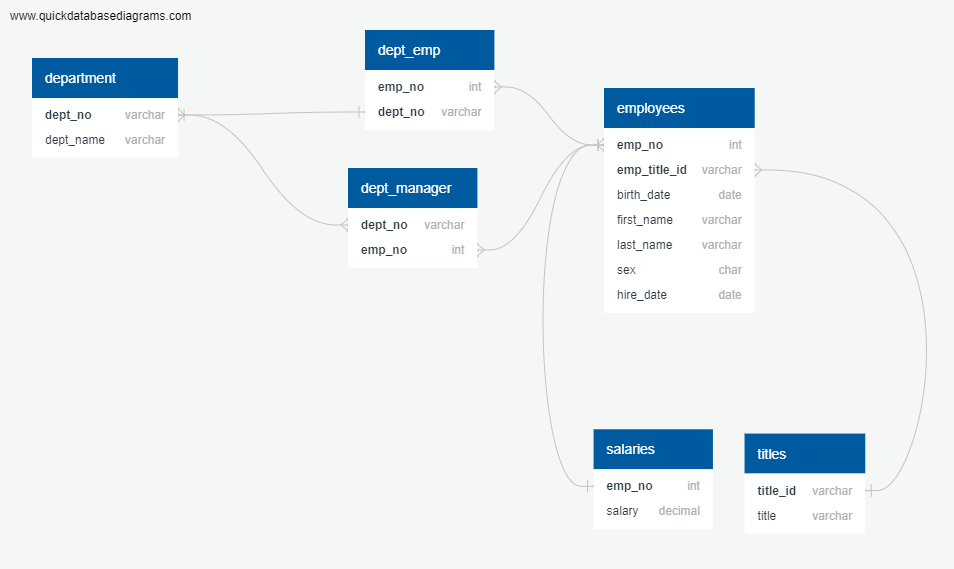 www.quickdatabasediagrams.com
department
dept_no varchar
dept_name varchar
dept_emp
emp_no int
dept_no varchar
dept_manager
dept_no varchar
emp_no int
employees
emp_no int
emp_title_id varchar
birth_date date
first_name varchar
last_name varchar
sex char
hire_date date
salaries
emp_no int
salary decimal
titles
title_id varchar
title varchar